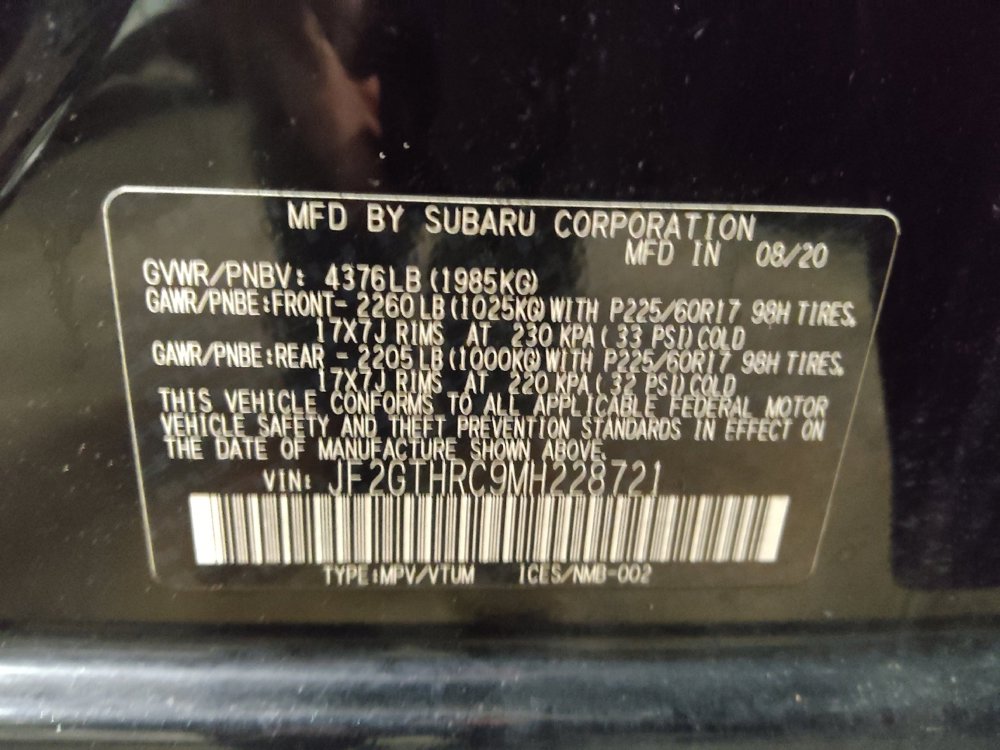 MFD BY SUBARU CORPORATION
MFD IN 08/20
GVWR/PNBV: 4376LB (1985KG)
GAWR/PNBE:FRONT- 2260LB (1025KG) WITH P225/60R17 98H TIRES,
17X7J RIMS AT 230 KPA ( 33 PSI) COLD
GAWR/PNBE:REAR - 2205LB (1000KG) WITH P225/60R17 98H TIRES,
17X7J RIMS AT 220 KPA ( 32 PSI) COLD
THIS VEHICLE CONFORMS TO ALL APPLICABLE FEDERAL MOTOR
VEHICLE SAFETY AND THEFT PREVENTION STANDARDS IN EFFECT ON
THE DATE OF MANUFACTURE SHOWN ABOVE.
VIN: JF2GTHRC9MH228721
TYPE:MPV/VTUM ICES/NMB-002